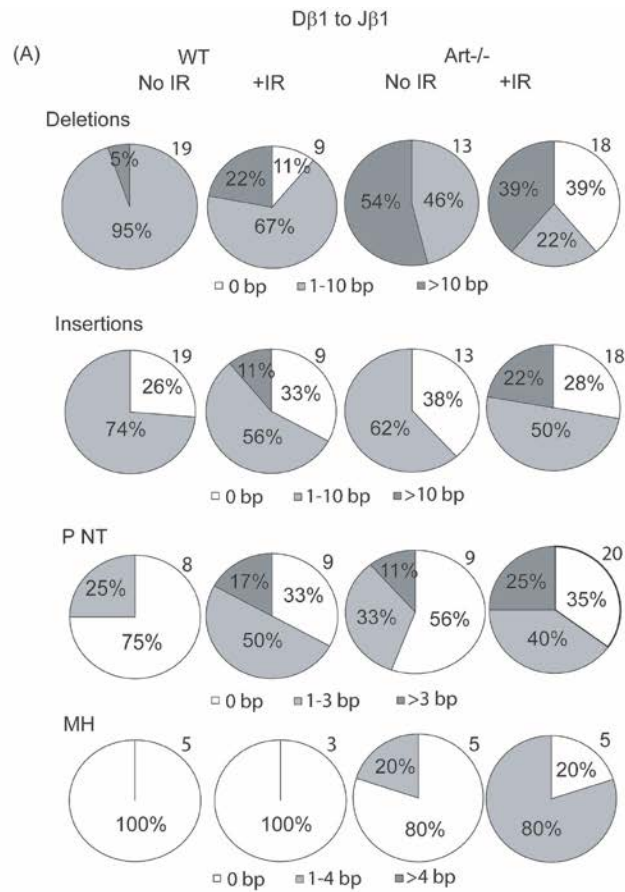 Dβ1 to Jβ1
(A) WT Art-/-
No IR +IR No IR +IR
Deletions
19 9 13 18
5% 95% 22% 11% 67% 54% 46% 39% 39% 22%
0 bp 1-10 bp >10 bp
Insertions
19 9 13 18
26% 74% 11% 33% 56% 38% 62% 22% 28% 50%
0 bp 1-10 bp >10 bp
P NT
8 9 9 20
25% 75% 17% 33% 50% 11% 33% 56% 25% 35% 40%
0 bp 1-3 bp >3 bp
MH
5 3 5 5
100% 100% 20% 80% 20% 80%
0 bp 1-4 bp >4 bp